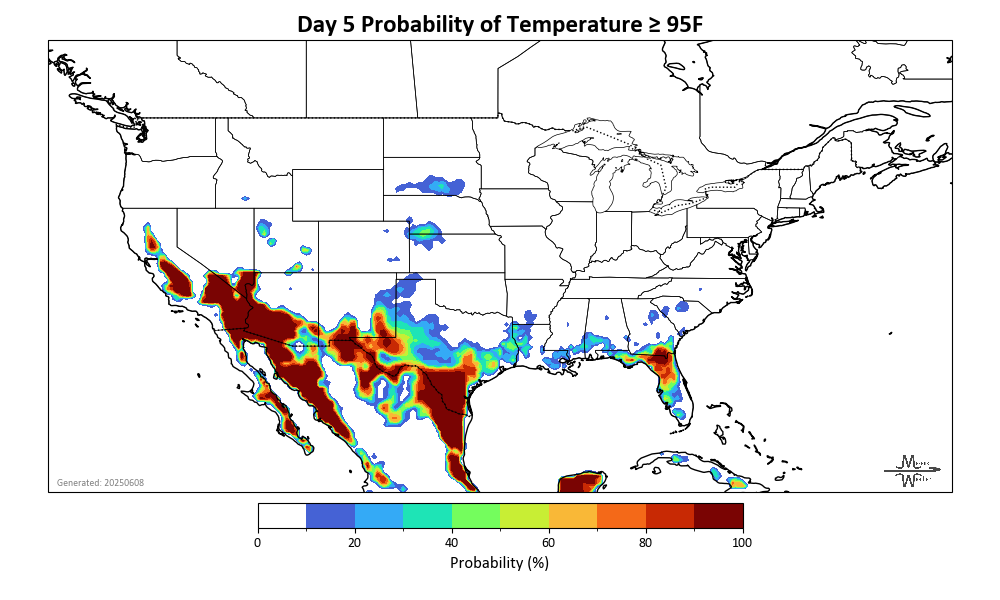 Day 5 Probability of Temperature ≥ 95F
Generated: 20250608
0 20 40 60 80 100
Probability (%)